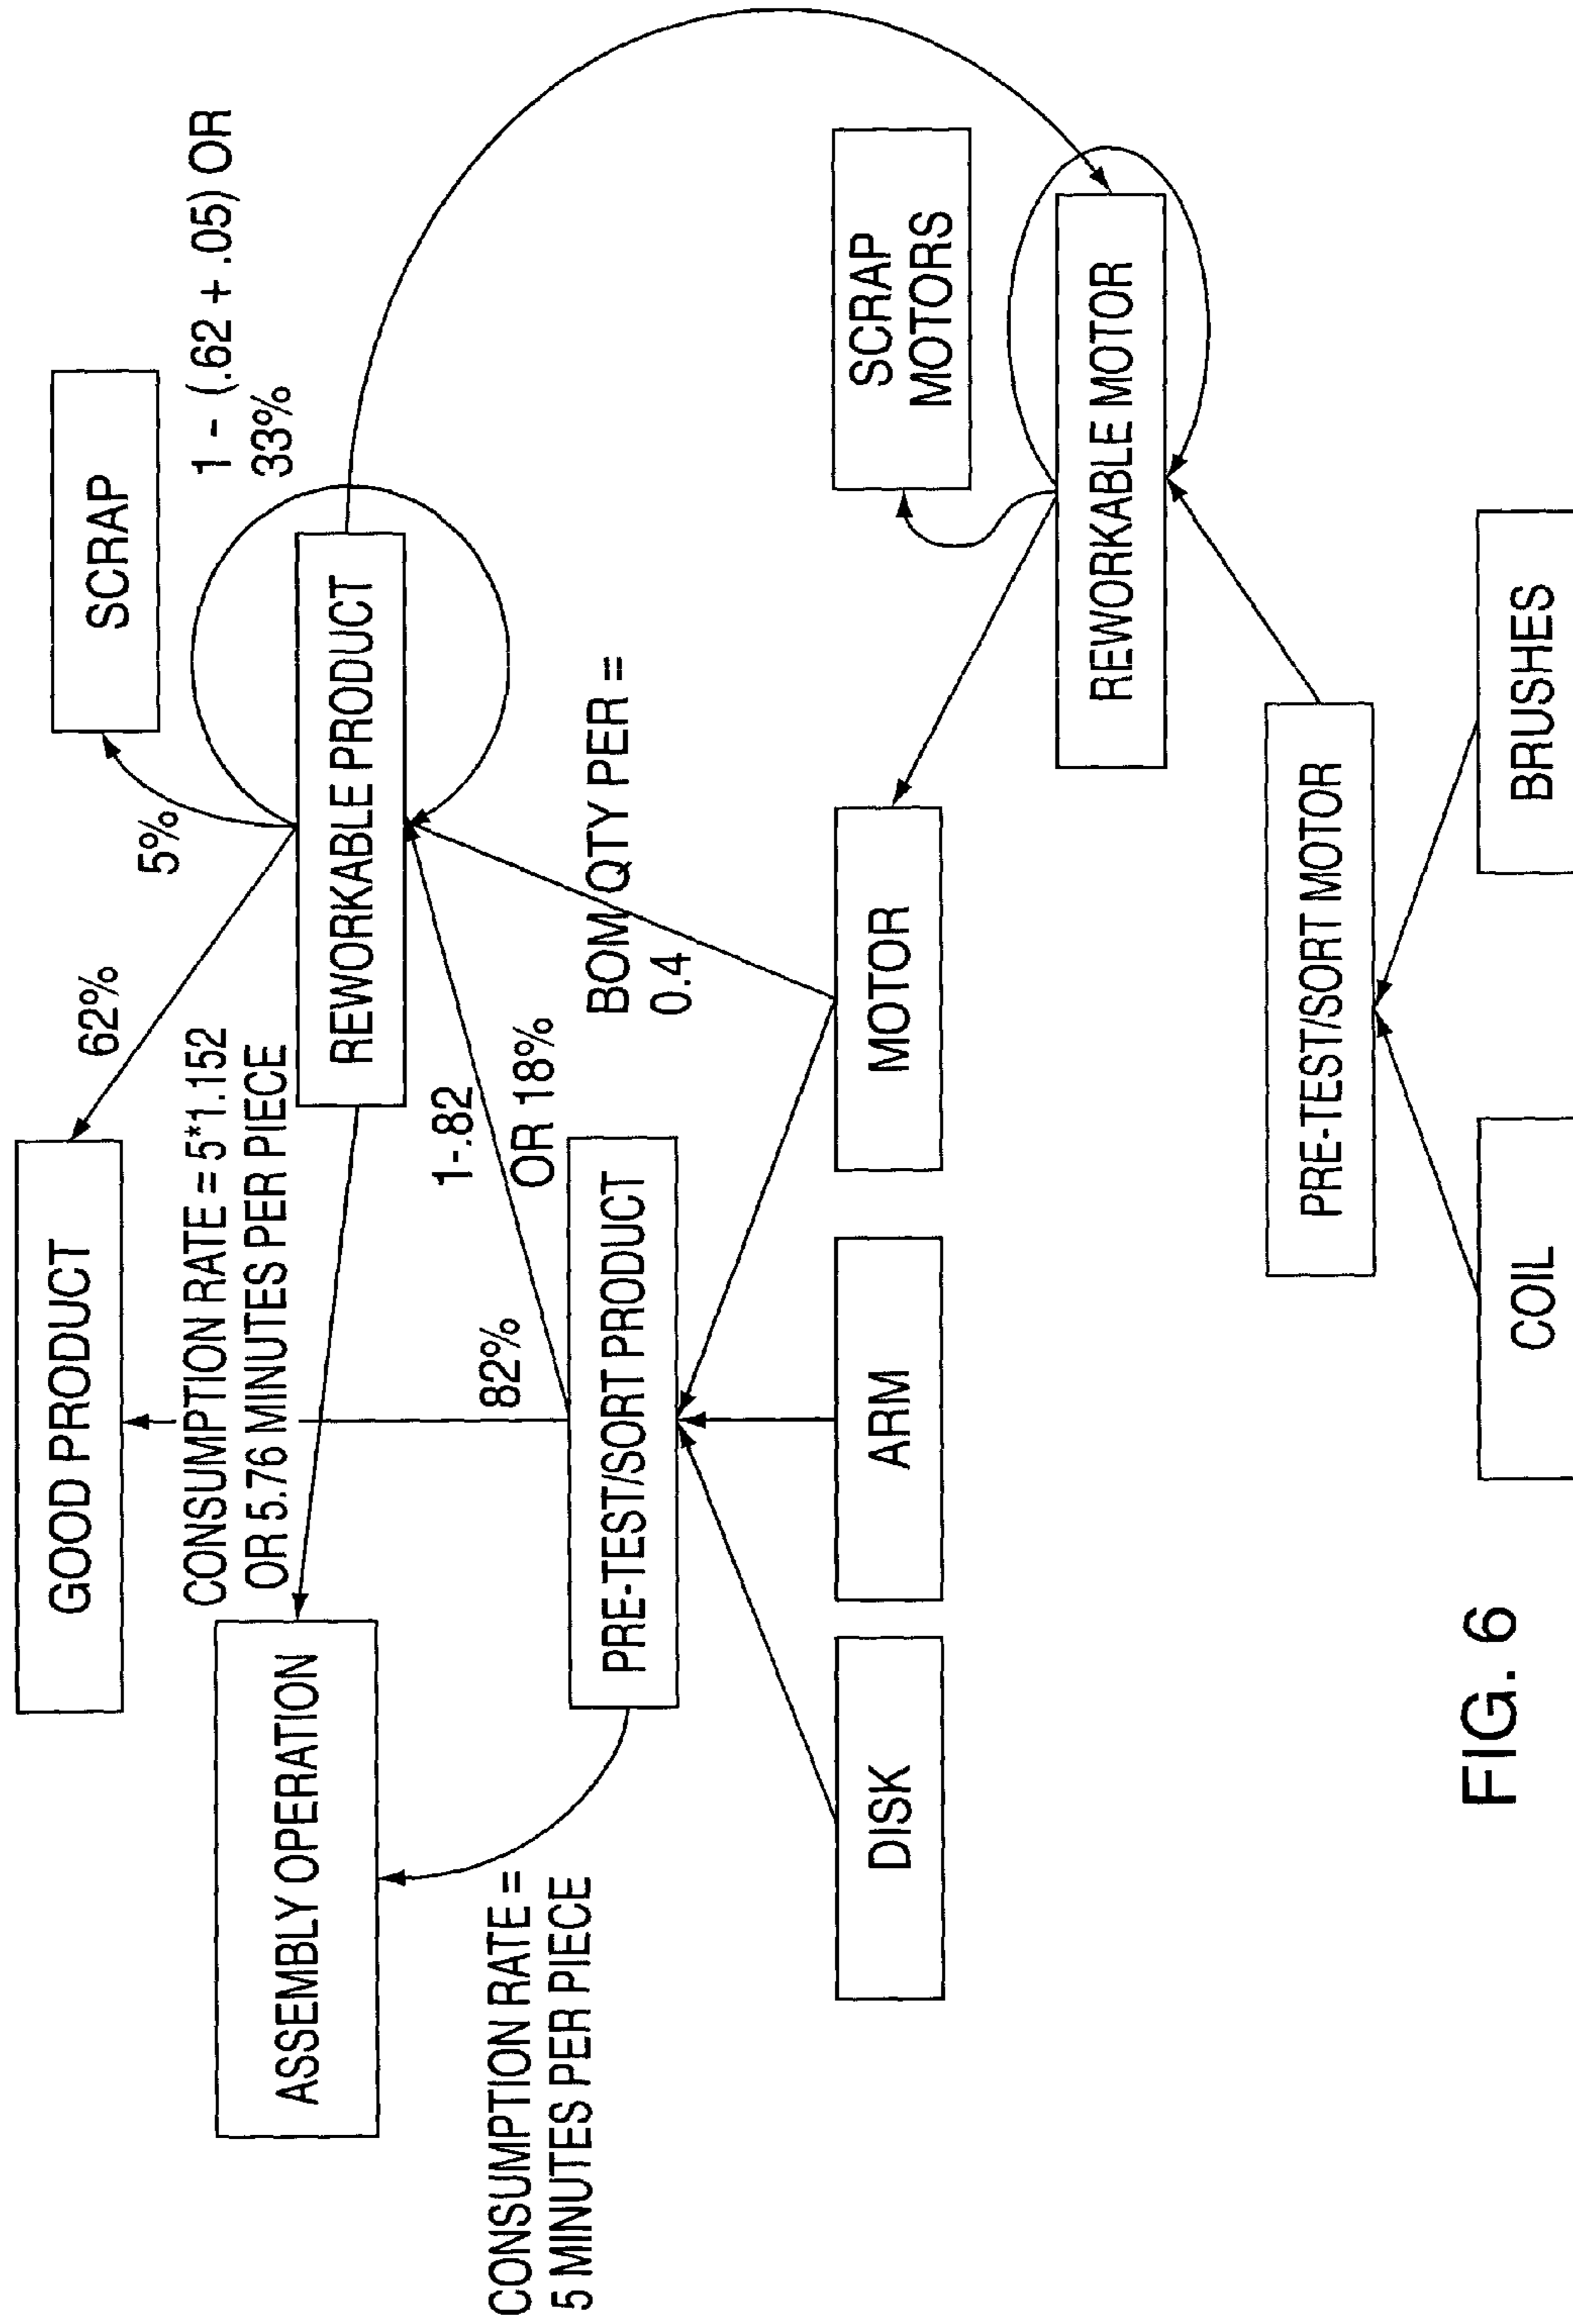 GOOD PRODUCT
SCRAP
62%
5%
1 - (.62 + .05) OR
33%
CONSUMPTION RATE = 5*1.152
OR 5.76 MINUTES PER PIECE
ASSEMBLY OPERATION
REWORKABLE PRODUCT
CONSUMPTION RATE =
5 MINUTES PER PIECE
82%
1-.82
OR 18%
BOM QTY PER =
0.4
PRE-TEST/SORT PRODUCT
DISK
ARM
MOTOR
SCRAP
MOTORS
REWORKABLE MOTOR
PRE-TEST/SORT MOTOR
COIL
BRUSHES
FIG. 6